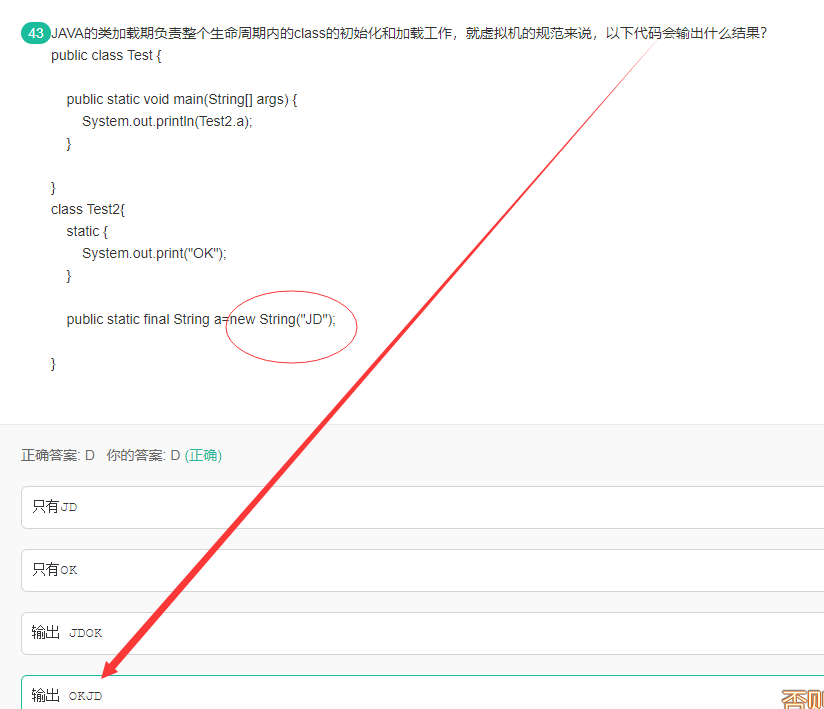 43 JAVA的类加载期负责整个生命周期内的class的初始化和加载工作，就虚拟机的规范来说，以下代码会输出什么结果?
public class Test {
public static void main(String[] args) {
System.out.println(Test2.a);
}
}
class Test2{
static {
System.out.print("OK");
}
public static final String a=new String("JD");
}
正确答案: D 你的答案: D (正确)
只有JD
只有OK
输出 JDOK
输出 OKJD
否则